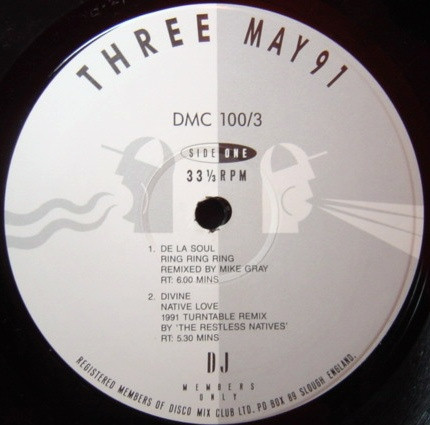 THREE MAY 91
DMC 100/3
SIDE ONE
33⅓ RPM
1. DE LA SOUL
RING RING RING
REMIXED BY MIKE GRAY
RT: 6.00 MINS
2. DIVINE
NATIVE LOVE
1991 TURNTABLE REMIX
BY 'THE RESTLESS NATIVES'
RT: 5.30 MINS
DJ
MEMBERS
ONLY
REGISTERED MEMBERS OF DISCO MIX CLUB LTD. PO BOX 89 SLOUGH ENGLAND.